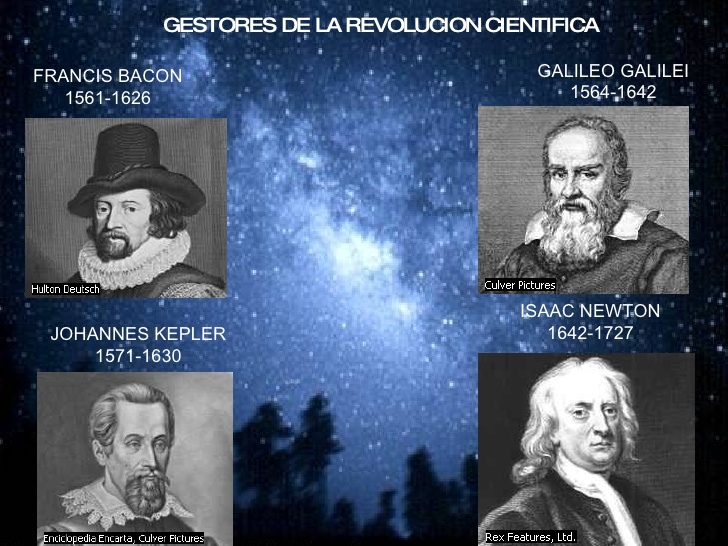 GESTORES DE LA REVOLUCION CIENTIFICA
FRANCIS BACON
1561-1626
Hulton Deutsch
GALILEO GALILEI
1564-1642
Culver Pictures
JOHANNES KEPLER
1571-1630
Enciclopedia Encarta, Culver Pictures
ISAAC NEWTON
1642-1727
Rex Features, Ltd.